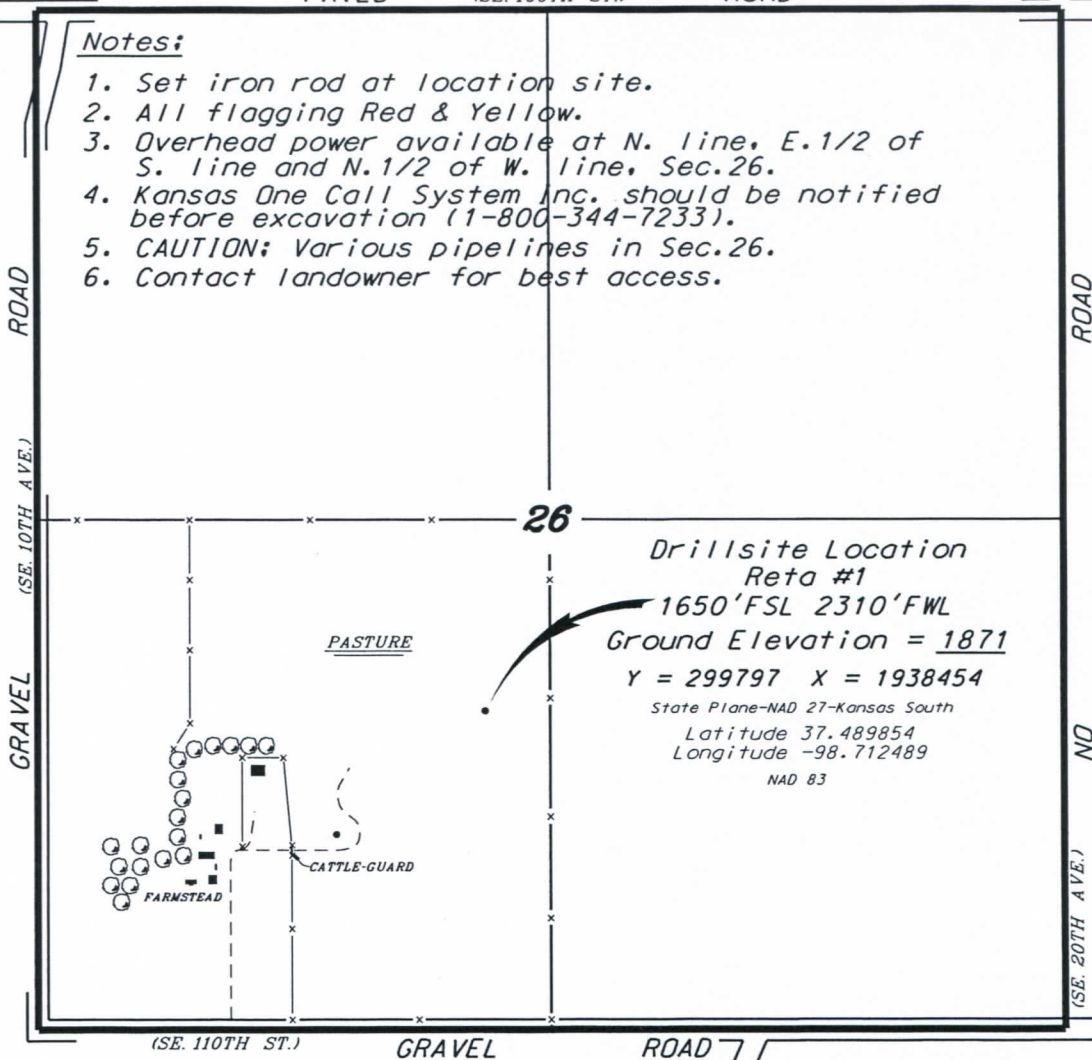 Notes:
1. Set iron rod at location site.
2. All flagging Red & Yellow.
3. Overhead power available at N. line, E.1/2 of
S. line and N.1/2 of W. line, Sec.26.
4. Kansas One Call System Inc. should be notified
before excavation (1-800-344-7233).
5. CAUTION: Various pipelines in Sec.26.
6. Contact landowner for best access.
ROAD
(SE. 10TH AVE.)
GRAVEL
ROAD
NO
(SE. 20TH AVE.)
26
Drillsite Location
Reta #1
1650'FSL 2310'FWL
Ground Elevation = 1871
Y = 299797 X = 1938454
State Plane-NAD 27-Kansas South
Latitude 37.489854
Longitude -98.712489
NAD 83
PASTURE
CATTLE-GUARD
FARMSTEAD
(SE. 110TH ST.)
GRAVEL ROAD